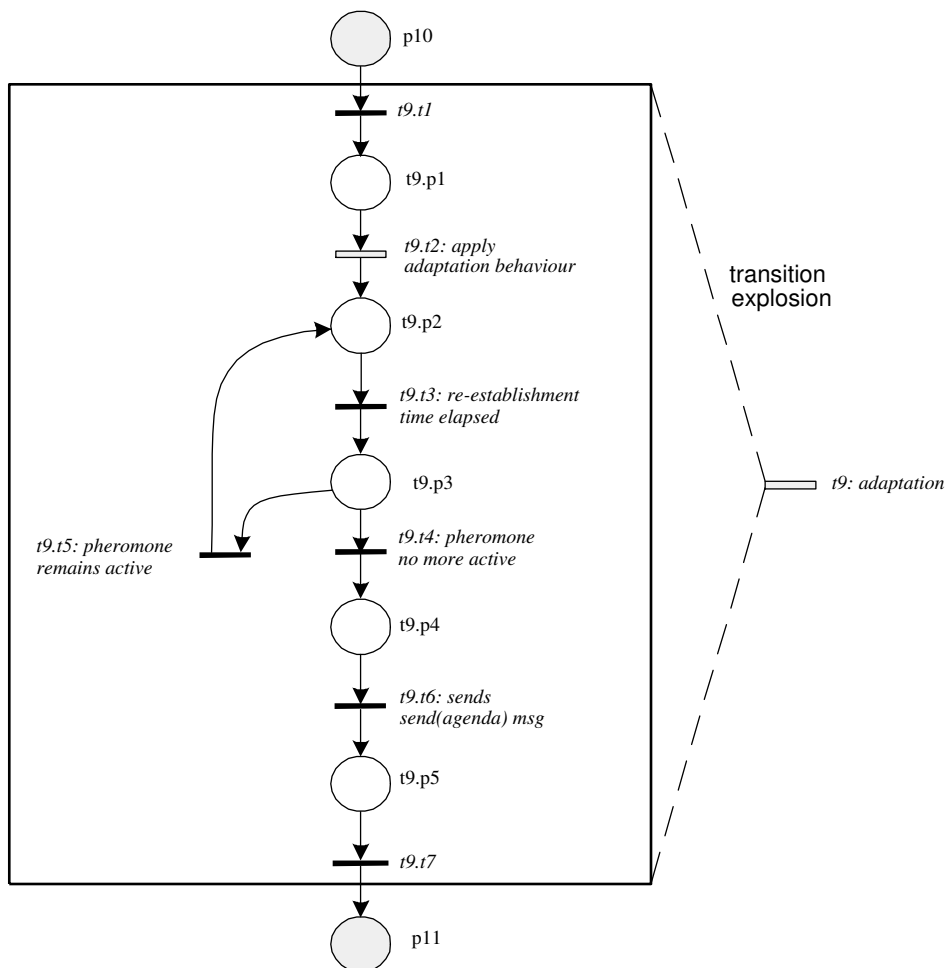 p10
t9.t1
t9.p1
t9.t2: apply
adaptation behaviour
transition
explosion
t9.p2
t9.t3: re-establishment
time elapsed
t9.p3
t9: adaptation
t9.t5: pheromone
remains active
t9.t4: pheromone
no more active
t9.p4
t9.t6: sends
send(agenda) msg
t9.p5
t9.t7
p11